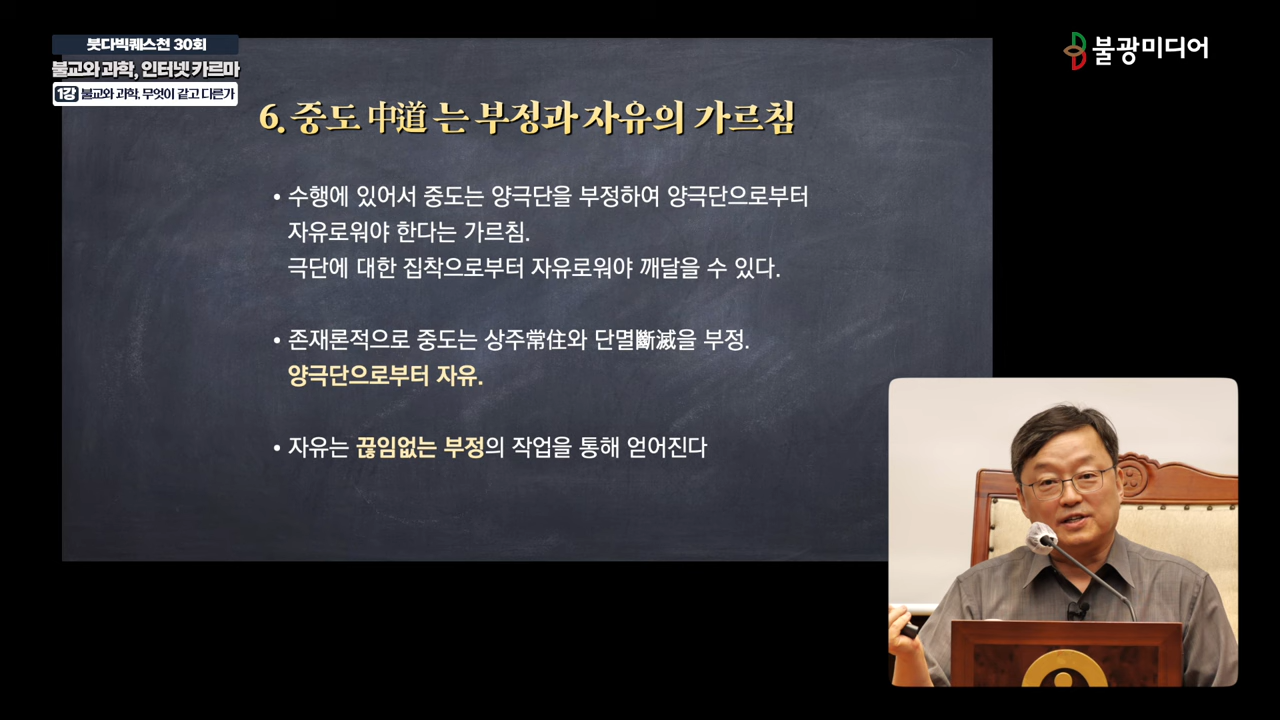 붓다빅퀘스천 30회
불교와 과학, 인터넷 카르마
1강 불교와 과학, 무엇이 같고 다른가
불광미디어
6. 중도 中道 는 부정과 자유의 가르침
• 수행에 있어서 중도는 양극단을 부정하여 양극단으로부터
자유로워야 한다는 가르침.
극단에 대한 집착으로부터 자유로워야 깨달을 수 있다.
• 존재론적으로 중도는 상주常住와 단멸斷滅을 부정.
양극단으로부터 자유.
• 자유는 끊임없는 부정의 작업을 통해 얻어진다